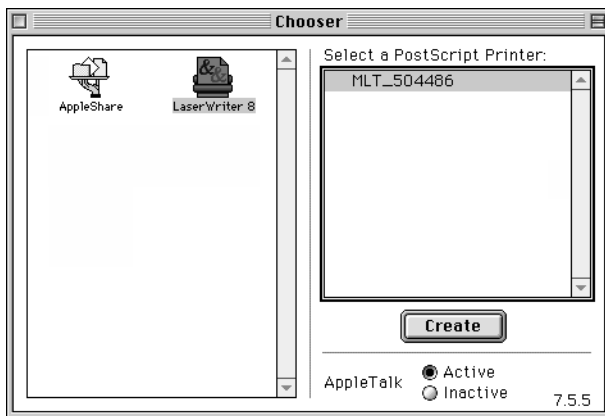 Chooser
AppleShare
LaserWriter 8
Select a PostScript Printer:
MLT_504486
Create
AppleTalk
Active
Inactive
7.5.5